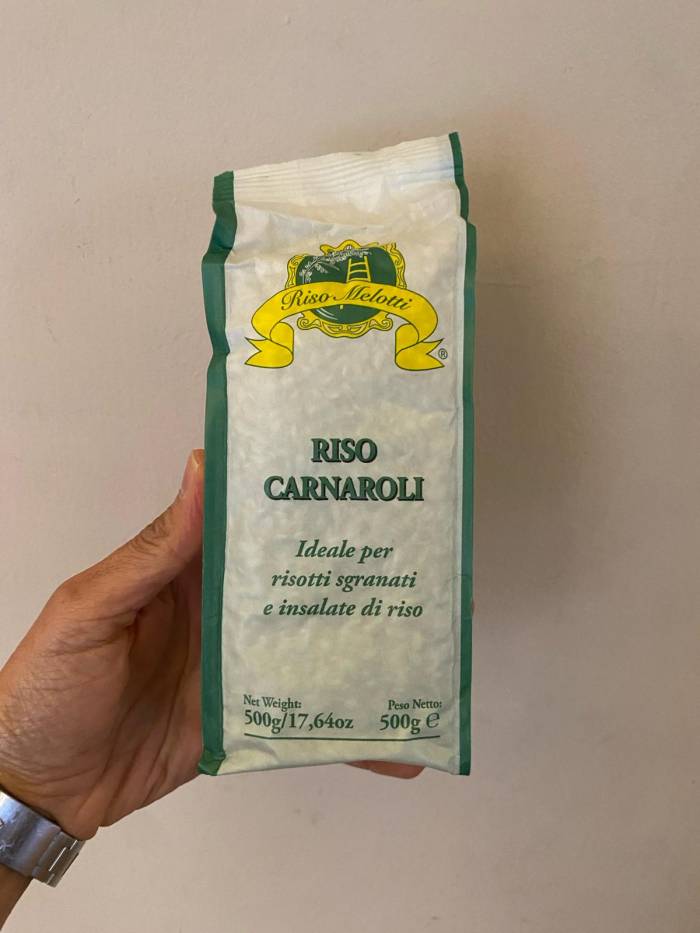 Riso Melotti
®
RISO
CARNAROLI
Ideale per
risotti sgranati
e insalate di riso
Net Weight:
500g/17,64oz
Peso Netto:
500g ℮